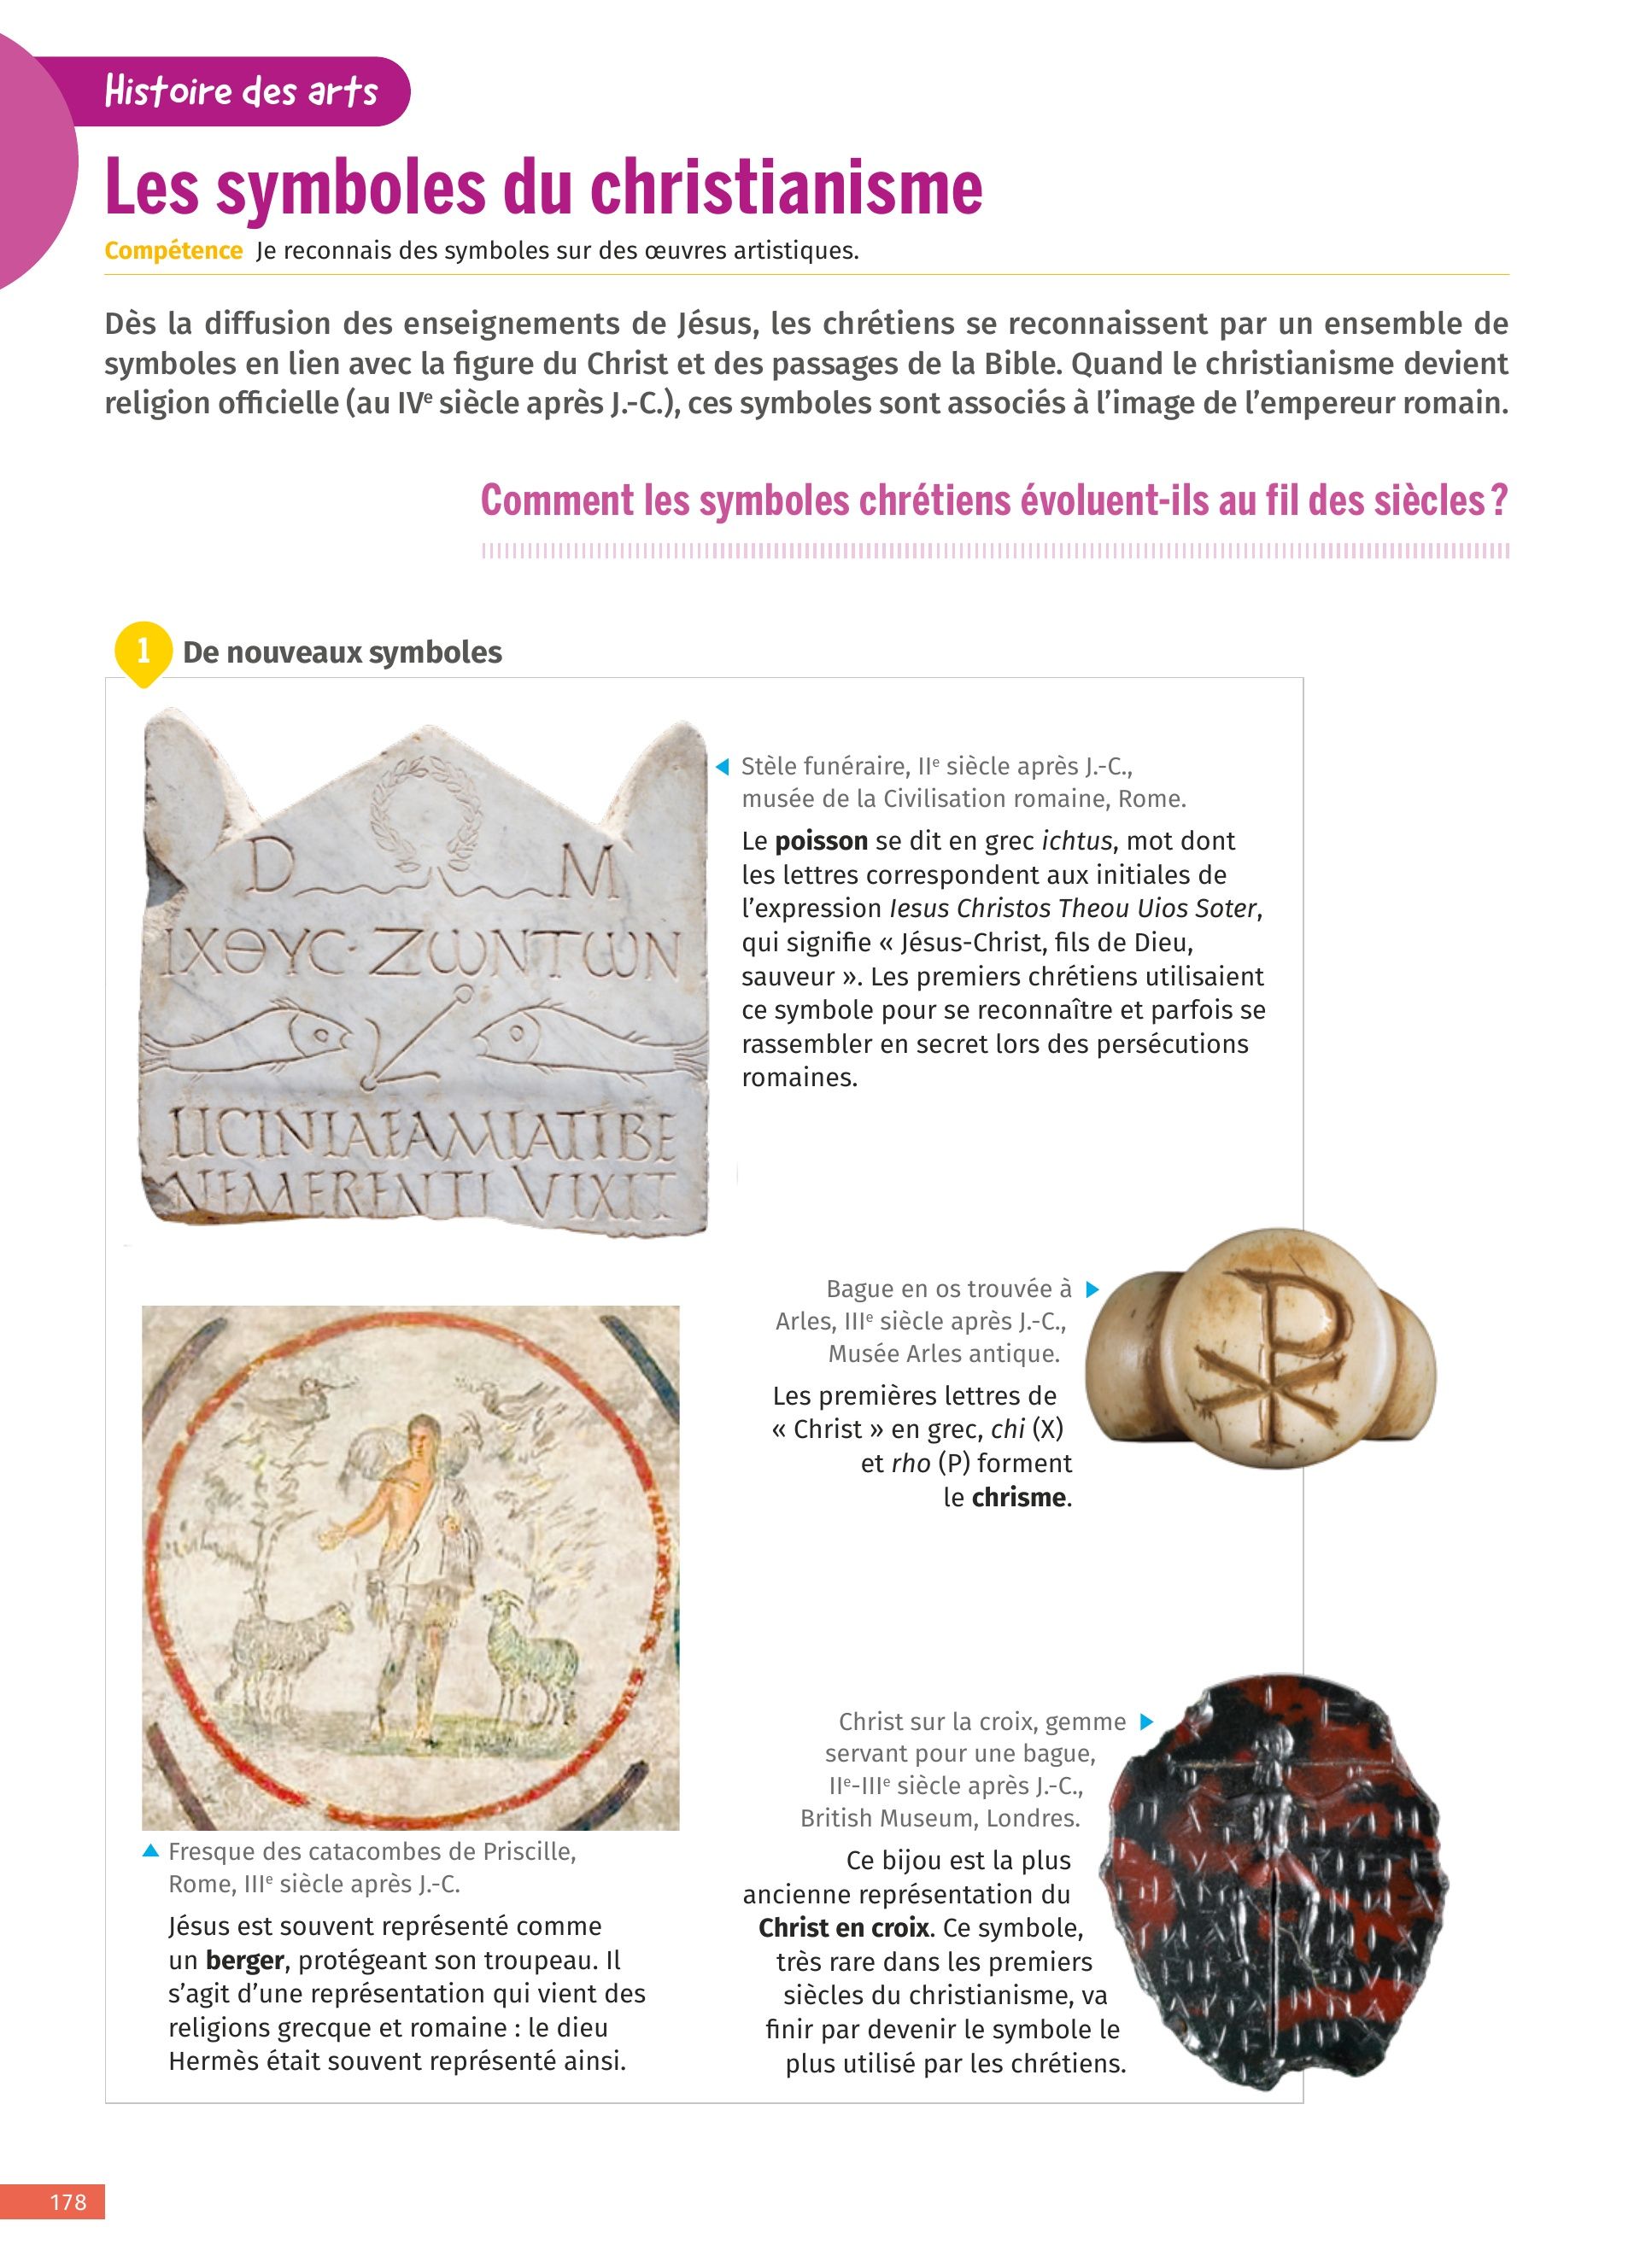 Histoire des arts
Les symboles du christianisme
Compétence Je reconnais des symboles sur des œuvres artistiques.
Dès la diffusion des enseignements de Jésus, les chrétiens se reconnaissent par un ensemble de
symboles en lien avec la figure du Christ et des passages de la Bible. Quand le christianisme devient
religion officielle (au IVe siècle après J.-C.), ces symboles sont associés à l’image de l’empereur romain.
Comment les symboles chrétiens évoluent-ils au fil des siècles ?
1 De nouveaux symboles
D M
ΙΧΘΥC·ZⲰNTⲰN
LICINIAEAMIATIBE
NEMERENTI VIXIT
Stèle funéraire, IIe siècle après J.-C.,
musée de la Civilisation romaine, Rome.
Le poisson se dit en grec ichtus, mot dont
les lettres correspondent aux initiales de
l’expression Iesus Christos Theou Uios Soter,
qui signifie « Jésus-Christ, fils de Dieu,
sauveur ». Les premiers chrétiens utilisaient
ce symbole pour se reconnaître et parfois se
rassembler en secret lors des persécutions
romaines.
Bague en os trouvée à
Arles, IIIe siècle après J.-C.,
Musée Arles antique.
Les premières lettres de
« Christ » en grec, chi (X)
et rho (P) forment
le chrisme.
Fresque des catacombes de Priscille,
Rome, IIIe siècle après J.-C.
Jésus est souvent représenté comme
un berger, protégeant son troupeau. Il
s’agit d’une représentation qui vient des
religions grecque et romaine : le dieu
Hermès était souvent représenté ainsi.
Christ sur la croix, gemme
servant pour une bague,
IIe-IIIe siècle après J.-C.,
British Museum, Londres.
Ce bijou est la plus
ancienne représentation du
Christ en croix. Ce symbole,
très rare dans les premiers
siècles du christianisme, va
finir par devenir le symbole le
plus utilisé par les chrétiens.
178